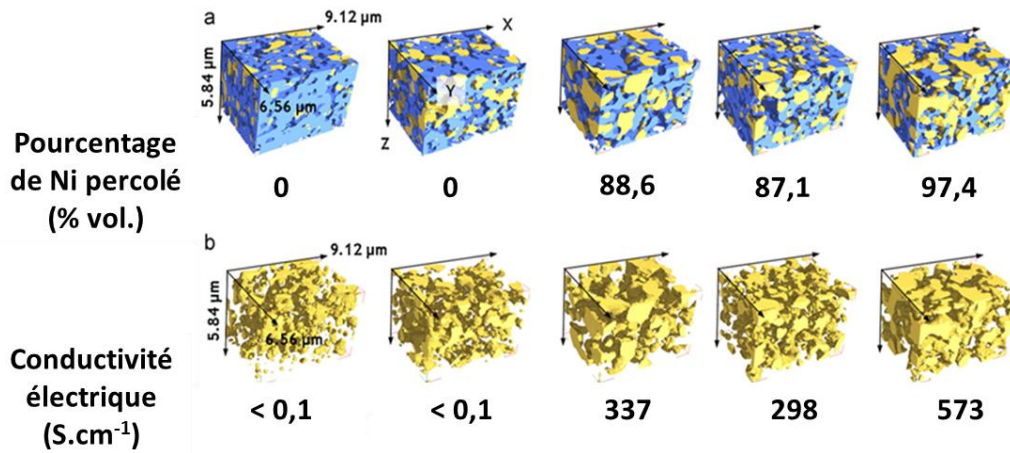 a
9.12 µm
X
5.84 µm
6.56 µm
Y
Z
Pourcentage
de Ni percolé
(% vol.)
0 0 88,6 87,1 97,4
b
9.12 µm
5.84 µm
6.56 µm
Conductivité
électrique
(S.cm⁻¹)
< 0,1 < 0,1 337 298 573